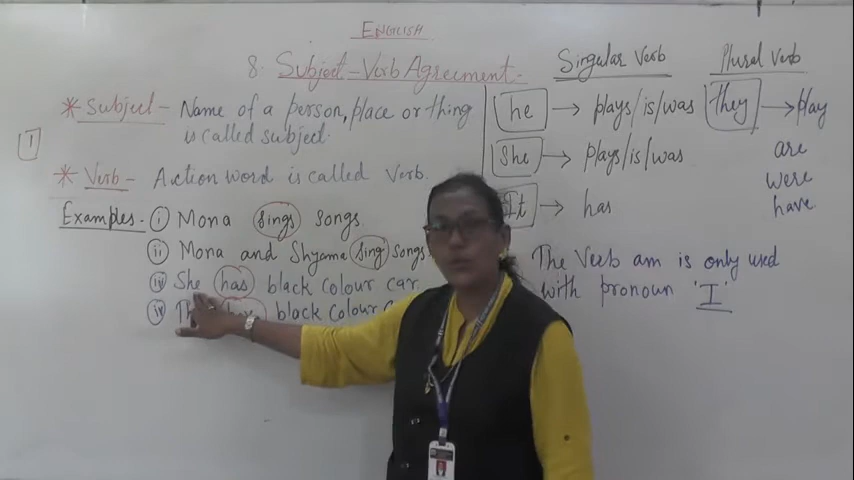 ENGLISH
8. Subject-Verb Agreement.
* Subject - Name of a person, place or thing
is called subject.
1
* Verb - Action word is called Verb.
Examples. i Mona sings songs
ii Mona and Shyama sing songs.
iii She has black colour car.
iv have black colour
Singular Verb
he → plays/is/was
She → plays/is/was
It → has
Plural Verb
they → play
are
were
have
The Verb am is only used
with pronoun 'I'